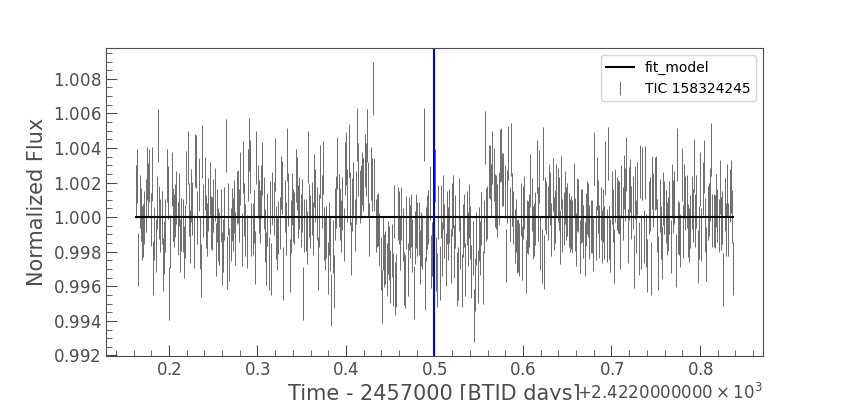 fit_model
TIC 158324245
Normalized Flux
1.008
1.006
1.004
1.002
1.000
0.998
0.996
0.994
0.992
0.2 0.3 0.4 0.5 0.6 0.7 0.8
Time - 2457000 [BTJD days]
+2.4220000000 × 10³